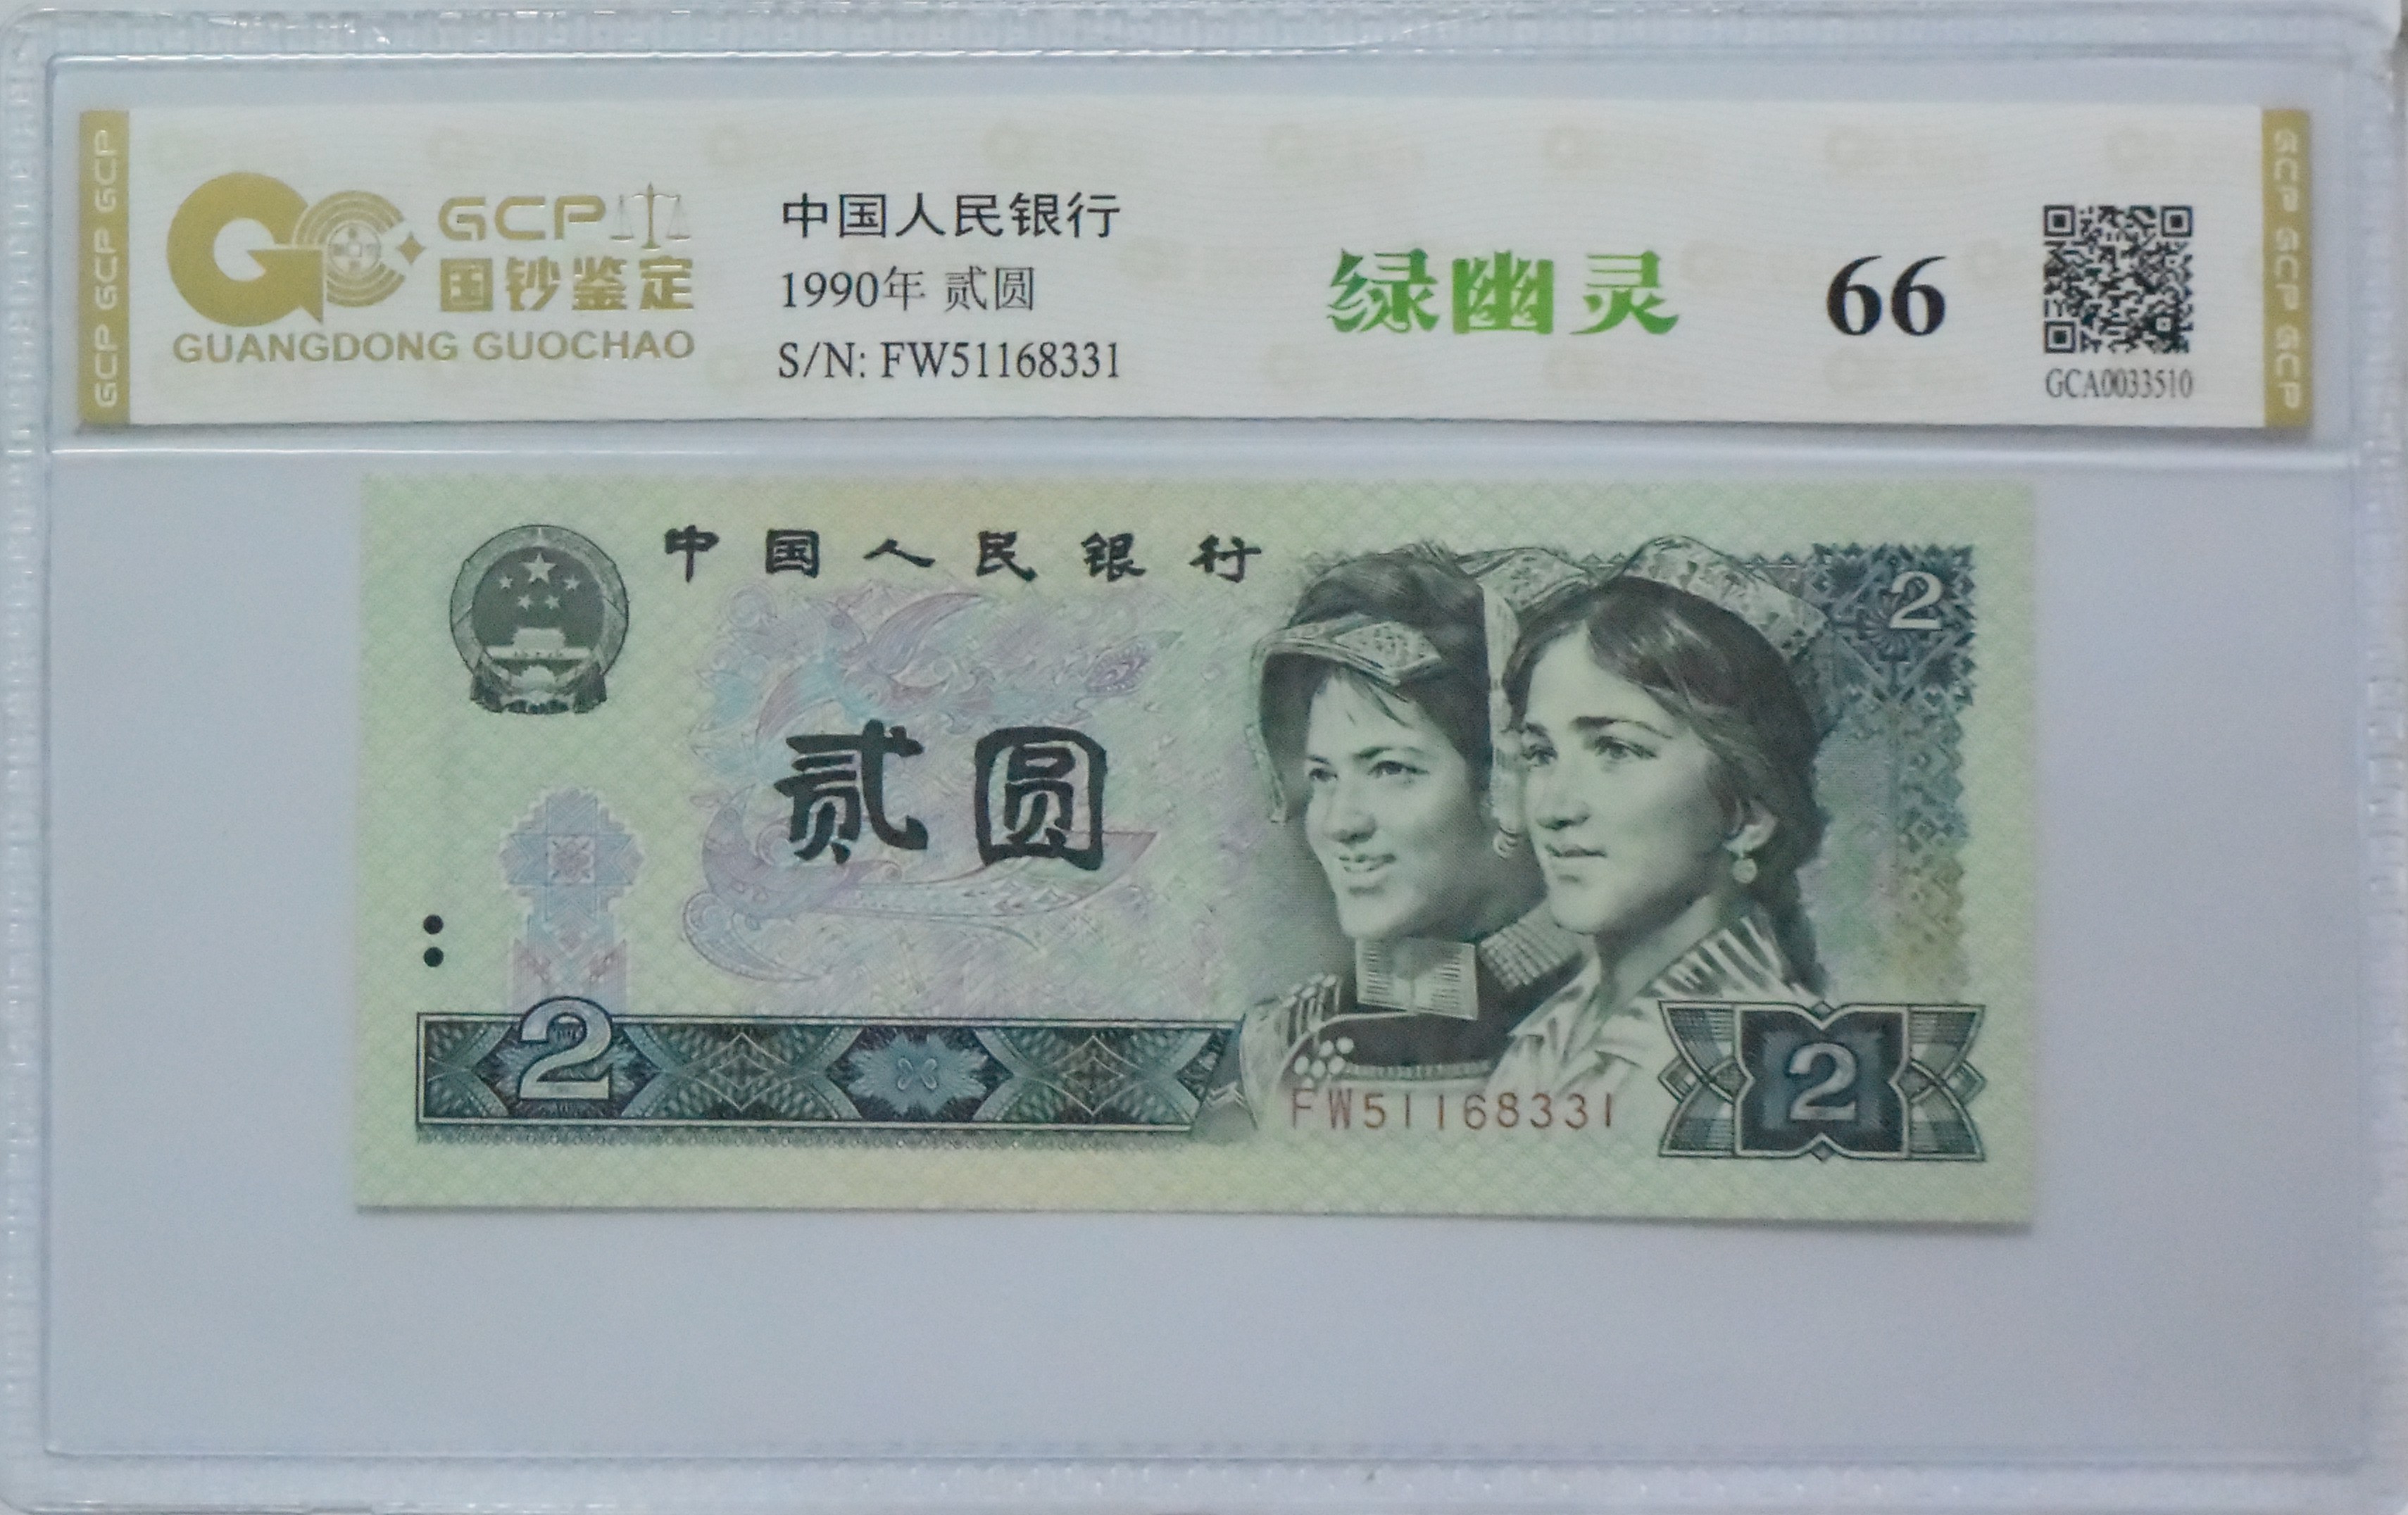 GCP GCP GCP
GCP
国钞鉴定
GUANGDONG GUOCHAO
中国人民银行
1990年 贰圆
S/N: FW51168331
绿幽灵
66
GCA0033510
GCP GCP GCP
中国人民银行
2
贰圆
2
FW51168331
2